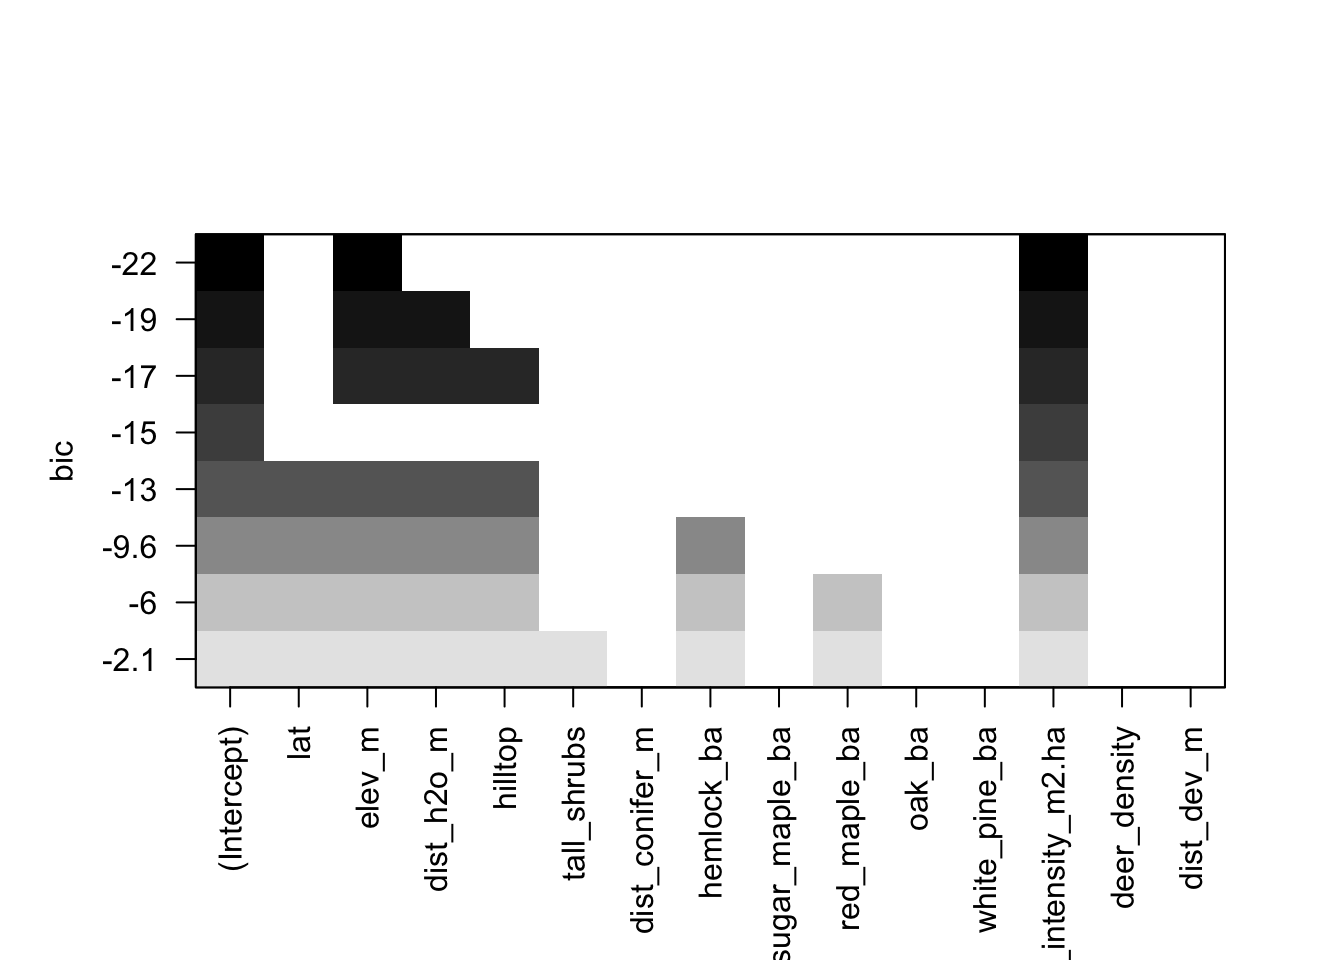 -22
-19
-17
-15
-13
-9.6
-6
-2.1
bic
(Intercept)
lat
elev_m
dist_h2o_m
hilltop
tall_shrubs
dist_conifer_m
hemlock_ba
sugar_maple_ba
red_maple_ba
oak_ba
white_pine_ba
_intensity_m2.ha
deer_density
dist_dev_m